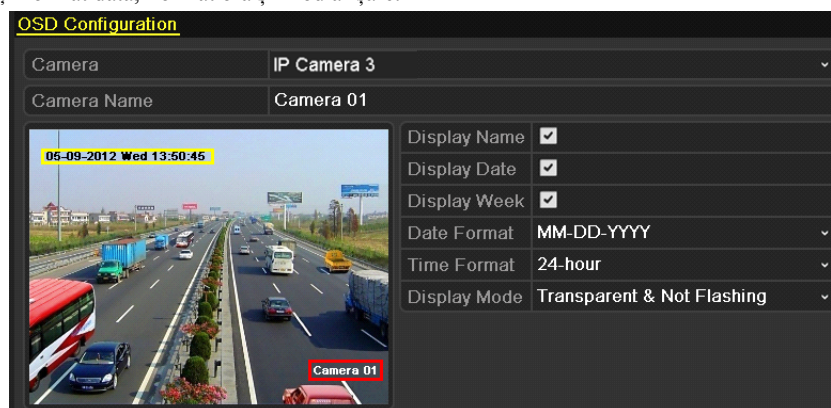 OSD Configuration
Camera IP Camera 3
Camera Name Camera 01
05-09-2012 Wed 13:50:45
Camera 01
Display Name
Display Date
Display Week
Date Format MM-DD-YYYY
Time Format 24-hour
Display Mode Transparent & Not Flashing